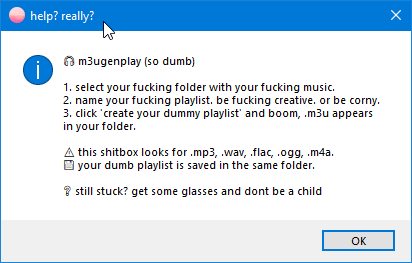 help? really?
🎧 m3ugenplay (so dumb)
1. select your fucking folder with your fucking music.
2. name your fucking playlist. be fucking creative. or be corny.
3. click 'create your dummy playlist' and boom, .m3u appears
in your folder.
⚠ this shitbox looks for .mp3, .wav, .flac, .ogg, .m4a.
💾 your dumb playlist is saved in the same folder.
❓ still stuck? get some glasses and dont be a child
OK